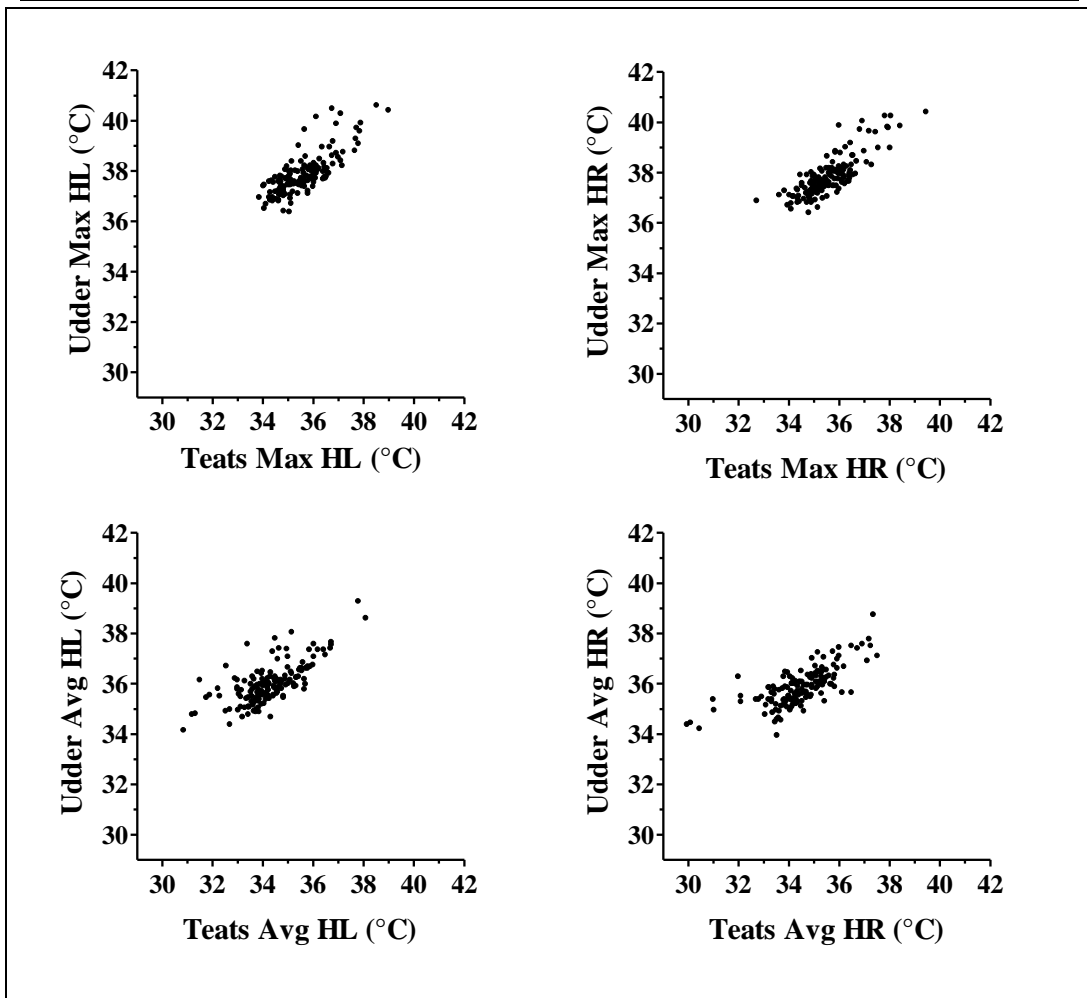 42
40
38
36
34
32
30
Udder Max HL (°C)
30 32 34 36 38 40 42
Teats Max HL (°C)
42
40
38
36
34
32
30
Udder Max HR (°C)
30 32 34 36 38 40 42
Teats Max HR (°C)
42
40
38
36
34
32
30
Udder Avg HL (°C)
30 32 34 36 38 40 42
Teats Avg HL (°C)
42
40
38
36
34
32
30
Udder Avg HR (°C)
30 32 34 36 38 40 42
Teats Avg HR (°C)